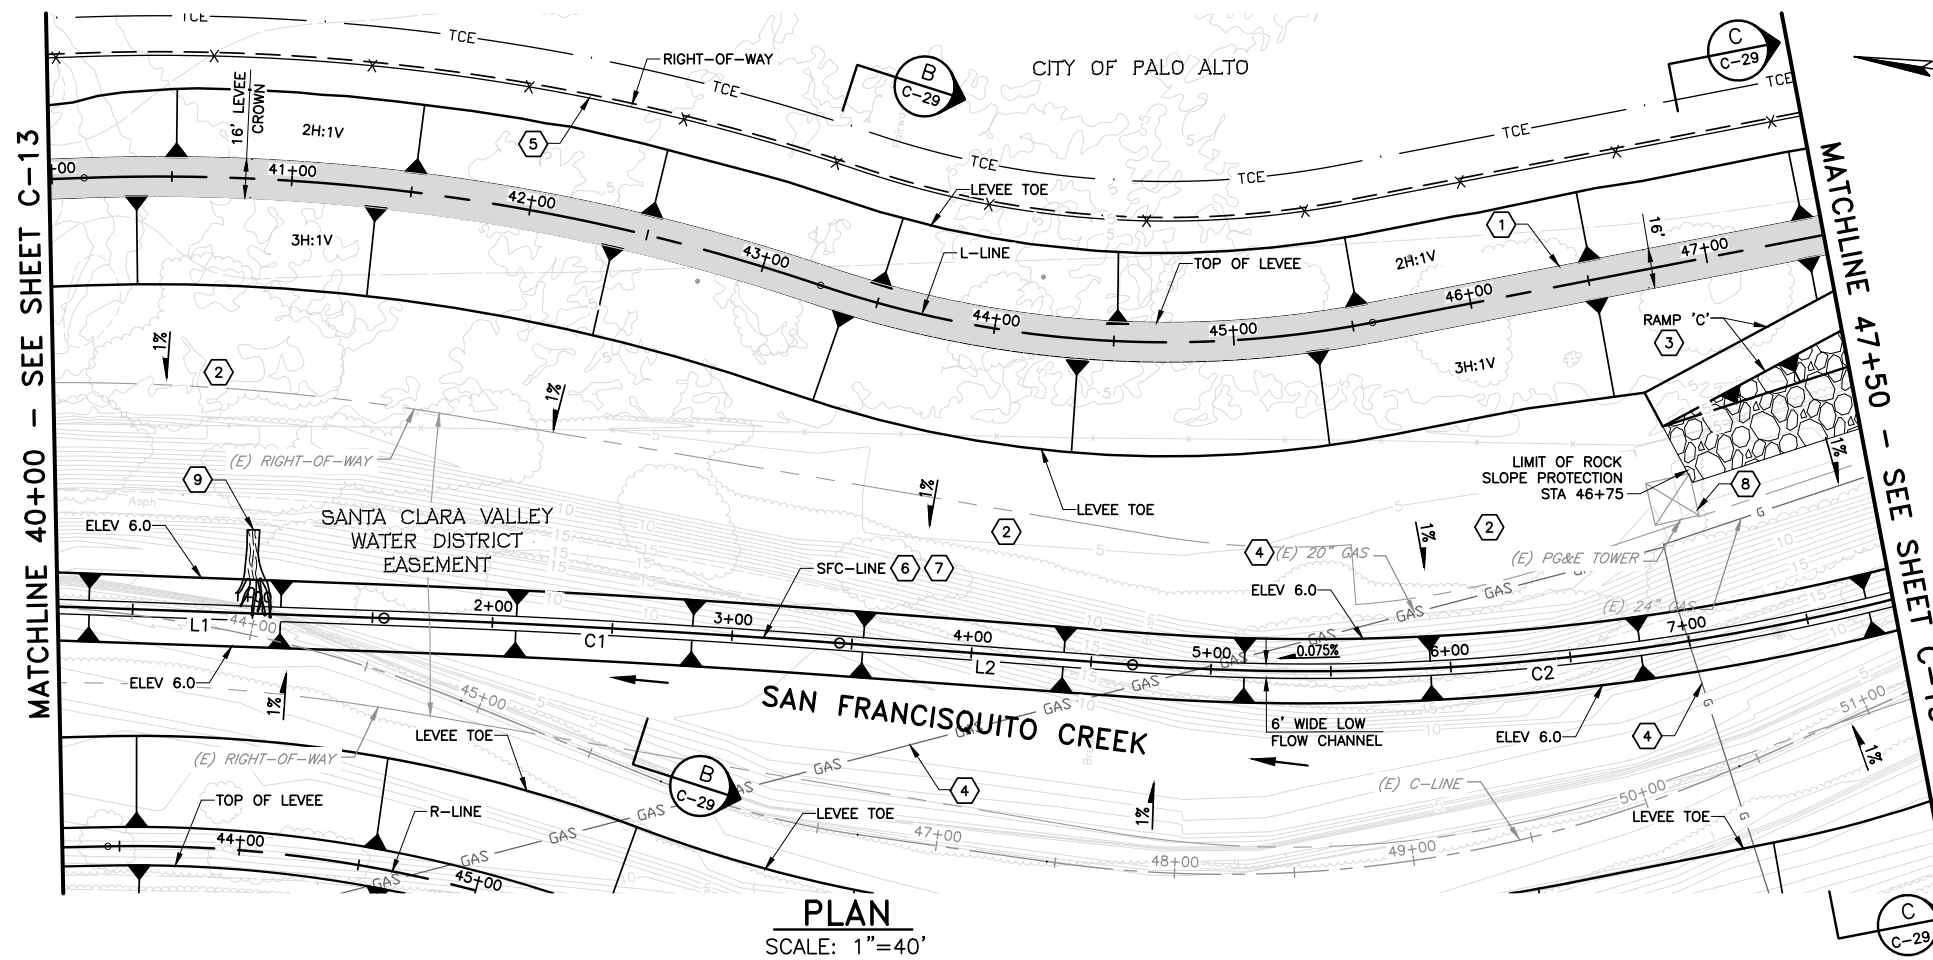 TCE
TCE
RIGHT-OF-WAY
TCE
B
C-29
CITY OF PALO ALTO
C
C-29
TCE
16' LEVEE
CROWN
2H:1V
5
TCE
TCE
TCE
MATCHLINE 40+00 - SEE SHEET C-13
+00
41+00
42+00
3H:1V
LEVEE TOE
43+00
L-LINE
TOP OF LEVEE
44+00
45+00
2H:1V
46+00
1
16'
47+00
3H:1V
RAMP 'C'
3
MATCHLINE 47+50 - SEE SHEET C-15
1%
2
1%
(E) RIGHT-OF-WAY
9
Asph
ELEV 6.0
SANTA CLARA VALLEY
WATER DISTRICT
EASEMENT
1%
2
LEVEE TOE
LIMIT OF ROCK
SLOPE PROTECTION
STA 46+75
8
1%
1%
2
4
(E) 20" GAS
(E) PG&E TOWER
G
G
SFC-LINE
6
7
ELEV 6.0
GAS
GAS
(E) 24" GAS
L1
44+00
2+00
C1
3+00
4+00
L2
5+00
GAS
GAS
0.075%
6+00
C2
7+00
ELEV 6.0
1%
45+00
SAN FRANCISQUITO CREEK
GAS
GAS
GAS
6' WIDE LOW
FLOW CHANNEL
ELEV 6.0
4
G
51+00
1%
(E) RIGHT-OF-WAY
LEVEE TOE
B
C-29
GAS
GAS
4
1%
(E) C-LINE
50+00
G
TOP OF LEVEE
R-LINE
44+00
GAS
GAS
GAS
GAS
45+00
LEVEE TOE
47+00
48+00
49+00
LEVEE TOE
PLAN
SCALE: 1"=40'
C
C-29